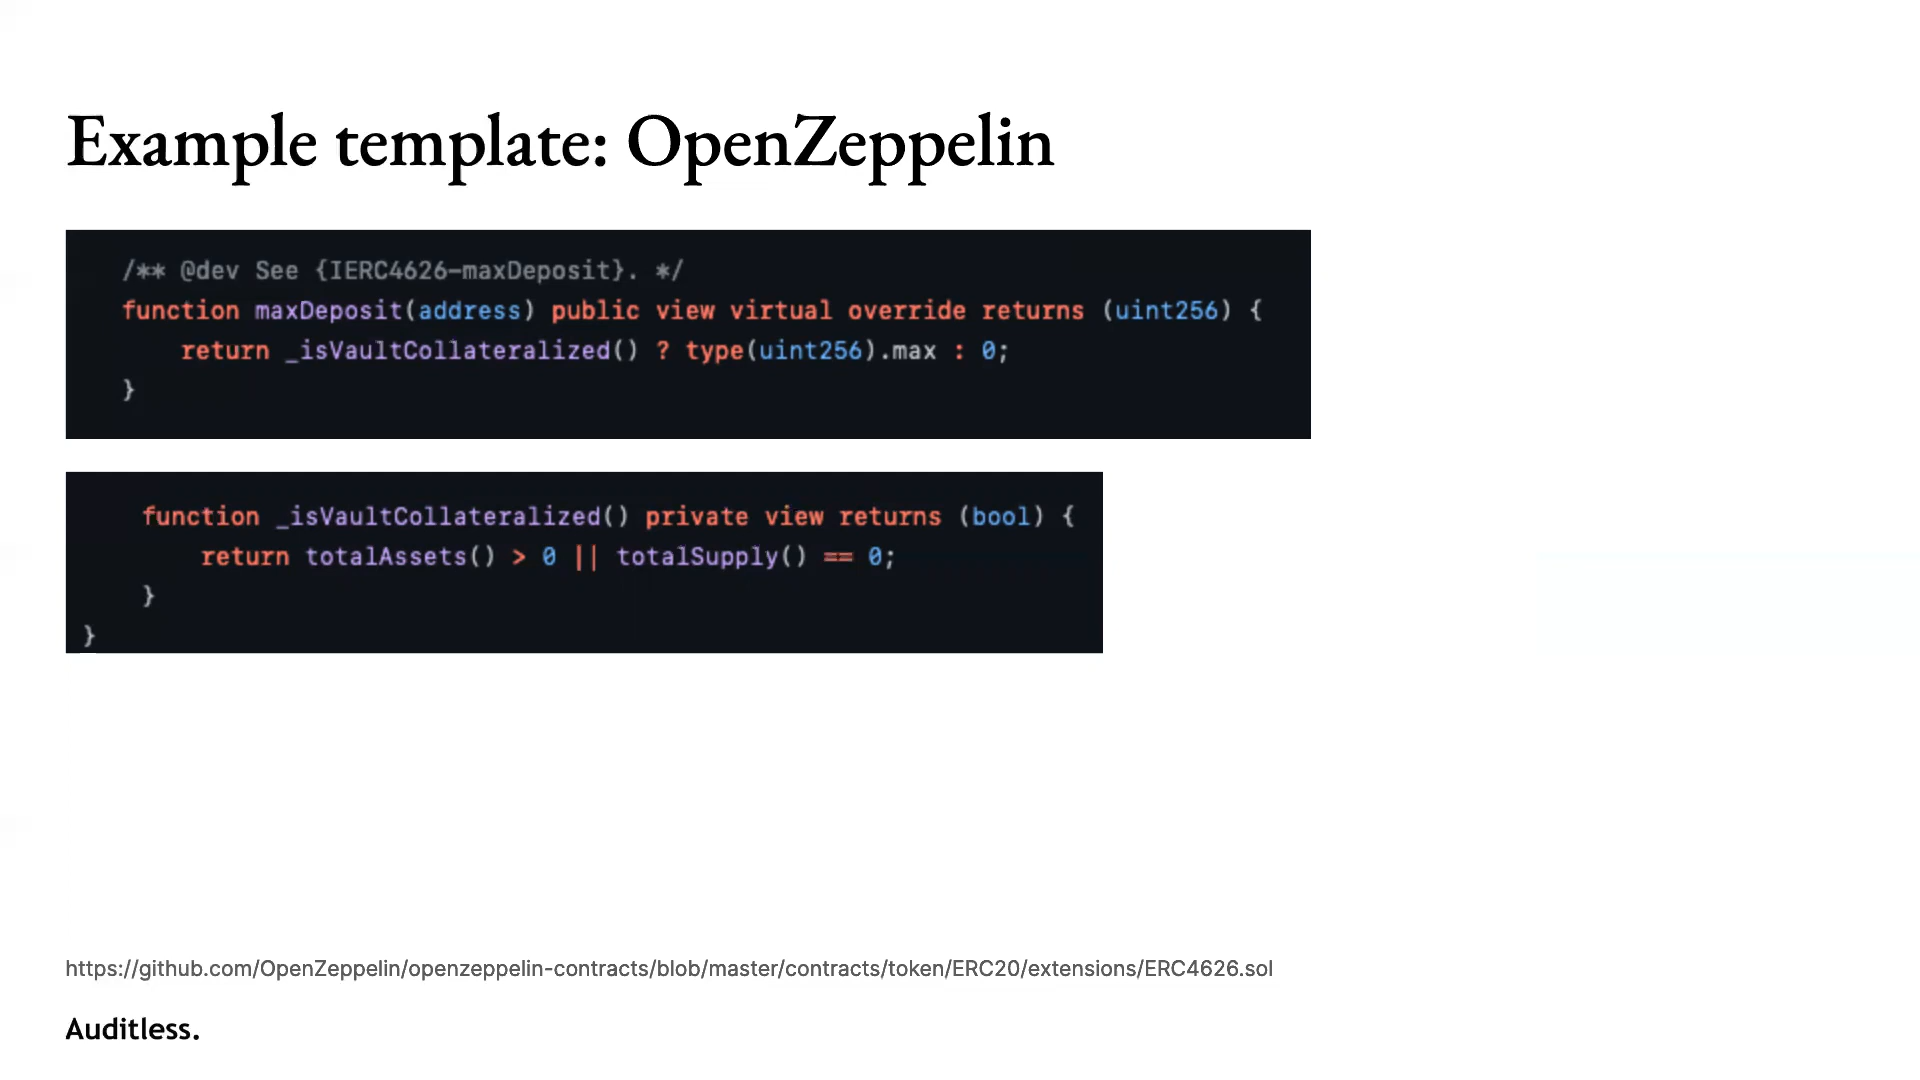 Example template: OpenZeppelin
/** @dev See {IERC4626-maxDeposit}. */
function maxDeposit(address) public view virtual override returns (uint256) {
return _isVaultCollateralized() ? type(uint256).max : 0;
}
function _isVaultCollateralized() private view returns (bool) {
return totalAssets() > 0 || totalSupply() == 0;
}
}
https://github.com/OpenZeppelin/openzeppelin-contracts/blob/master/contracts/token/ERC20/extensions/ERC4626.sol
Auditless.